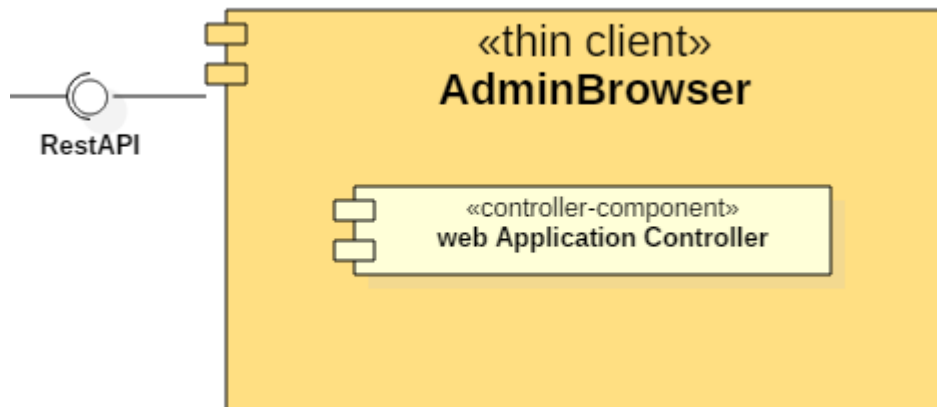 «thin client»
AdminBrowser
RestAPI
«controller-component»
web Application Controller